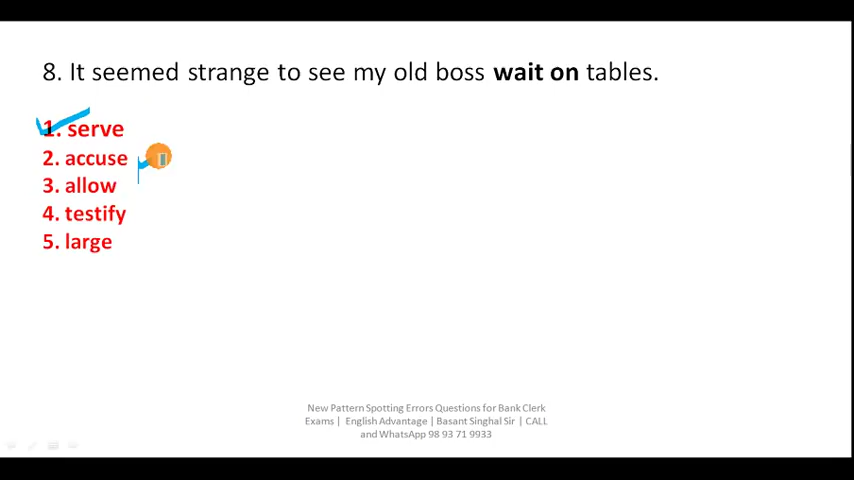 8. It seemed strange to see my old boss wait on tables.
1. serve
2. accuse
3. allow
4. testify
5. large
New Pattern Spotting Errors Questions for Bank Clerk
Exams | English Advantage | Basant Singhal Sir | CALL
and WhatsApp 98 93 71 9933